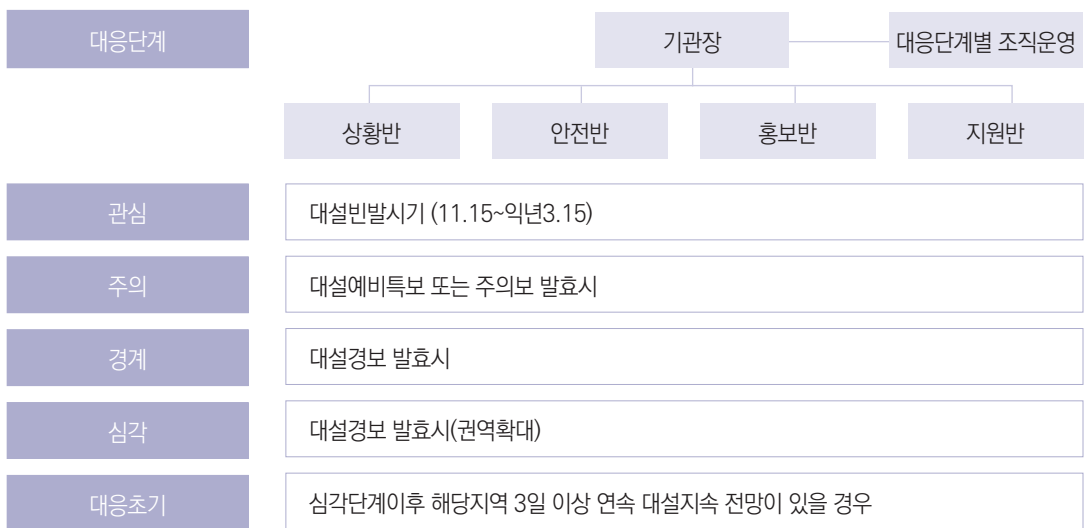 대응단계
기관장
대응단계별 조직운영
상황반
안전반
홍보반
지원반
관심
대설빈발시기 (11.15~익년3.15)
주의
대설예비특보 또는 주의보 발효시
경계
대설경보 발효시
심각
대설경보 발효시(권역확대)
대응초기
심각단계이후 해당지역 3일 이상 연속 대설지속 전망이 있을 경우